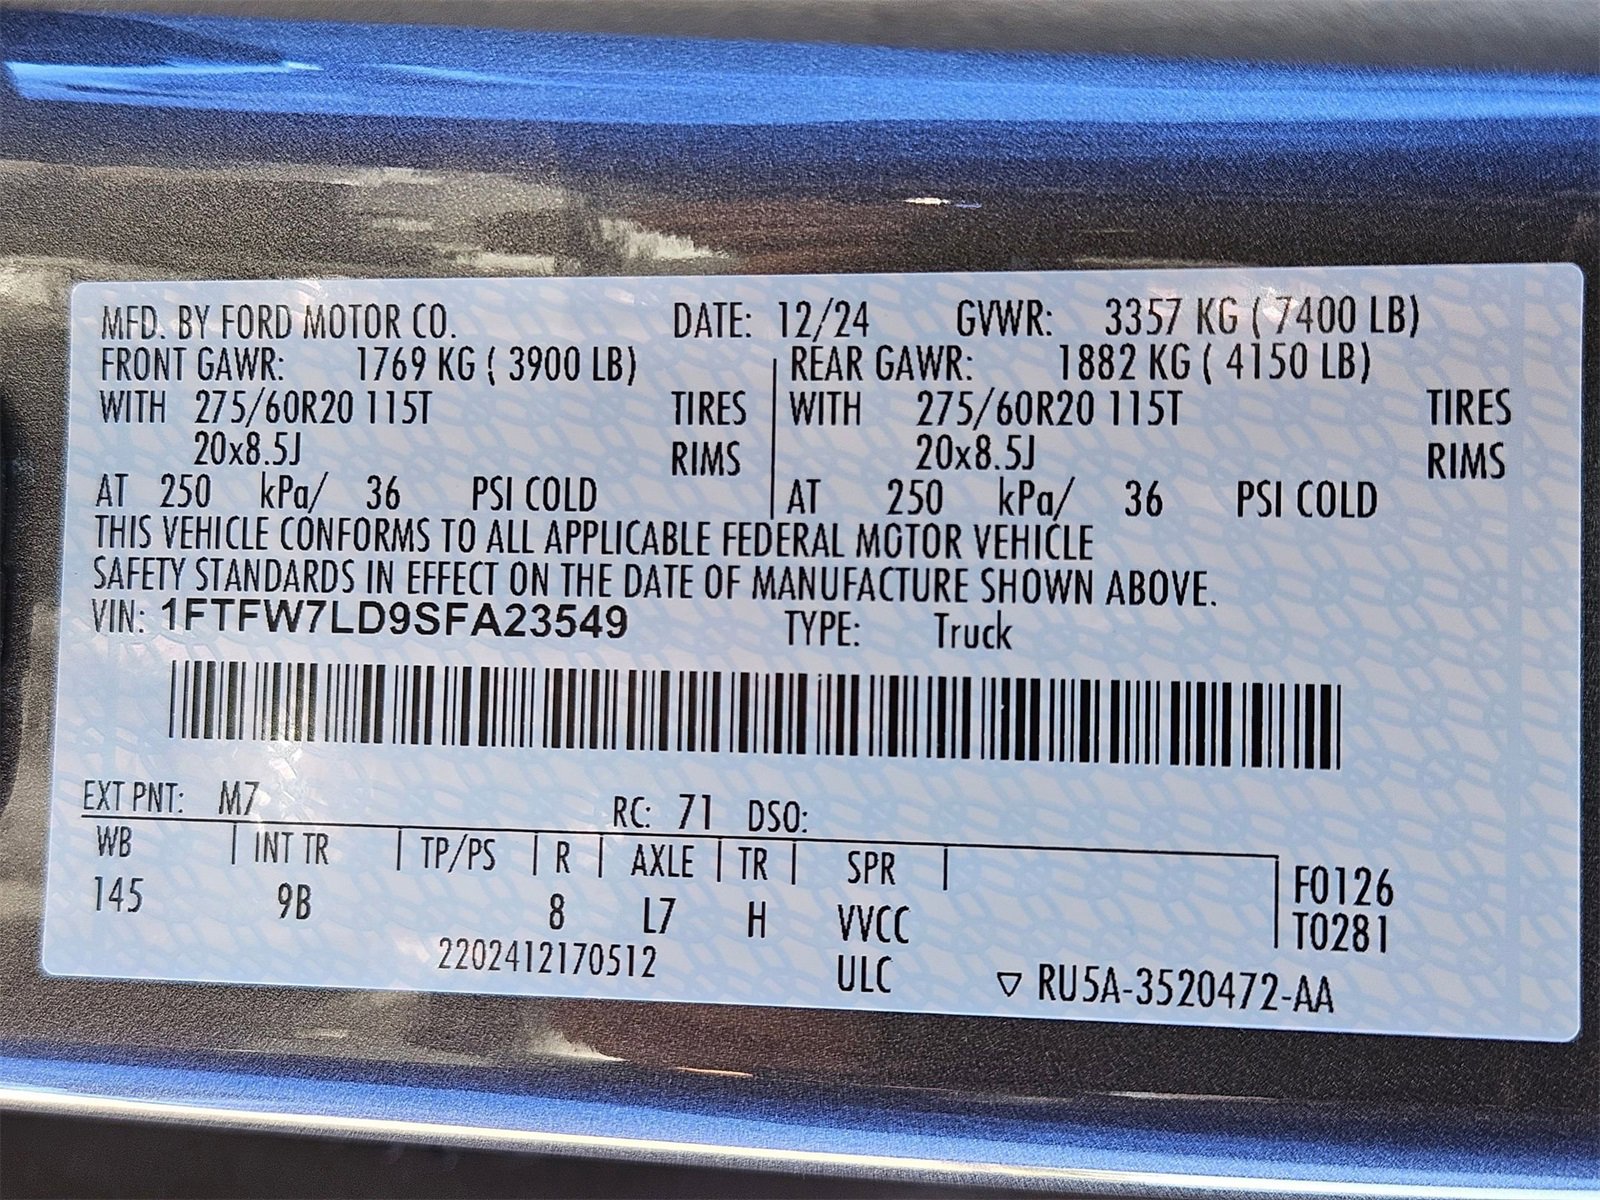 MFD. BY FORD MOTOR CO. DATE: 12/24 GVWR: 3357 KG ( 7400 LB)
FRONT GAWR: 1769 KG ( 3900 LB) REAR GAWR: 1882 KG ( 4150 LB)
WITH 275/60R20 115T TIRES WITH 275/60R20 115T TIRES
20x8.5J RIMS 20x8.5J RIMS
AT 250 kPa/ 36 PSI COLD AT 250 kPa/ 36 PSI COLD
THIS VEHICLE CONFORMS TO ALL APPLICABLE FEDERAL MOTOR VEHICLE
SAFETY STANDARDS IN EFFECT ON THE DATE OF MANUFACTURE SHOWN ABOVE.
VIN: 1FTFW7LD9SFA23549 TYPE: Truck
EXT PNT: M7 RC: 71 DSO:
WB | INT TR | TP/PS | R | AXLE | TR | SPR | F0126
145 9B 8 L7 H VVCC T0281
2202412170512 ULC ▽ RU5A-3520472-AA